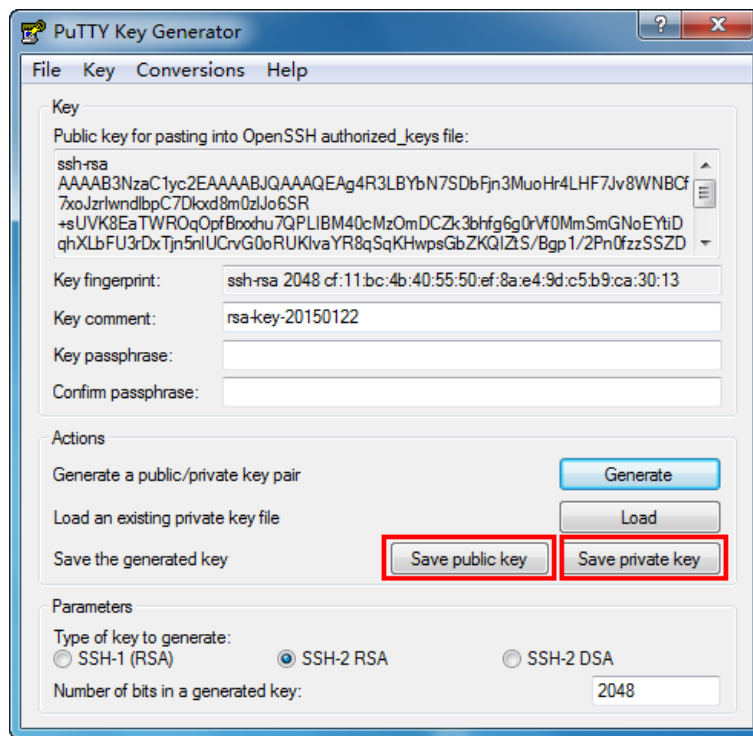 PuTTY Key Generator
File Key Conversions Help
Key
Public key for pasting into OpenSSH authorized_keys file:
ssh-rsa
AAAAB3NzaC1yc2EAAAABJQAAAQEAg4R3LBYbN7SDbFjn3MuoHr4LHF7Jv8WNBCf
7xoJzrlwndlbpC7Dkxd8m0zlJo6SR
+sUVK8EaTWROqOpfBrxxhu7QPLIBM40cMzOmDCZk3bhfg6g0rVf0MmSmGNoEYtiD
qhXLbFU3rDxTjn5nlUCrvG0oRUKlvaYR8qSqKHwpsGbZKQlZtS/Bgp1/2Pn0fzzSSZD
Key fingerprint: ssh-rsa 2048 cf:11:bc:4b:40:55:50:ef:8a:e4:9d:c5:b9:ca:30:13
Key comment: rsa-key-20150122
Key passphrase:
Confirm passphrase:
Actions
Generate a public/private key pair Generate
Load an existing private key file Load
Save the generated key Save public key Save private key
Parameters
Type of key to generate:
SSH-1 (RSA) SSH-2 RSA SSH-2 DSA
Number of bits in a generated key: 2048